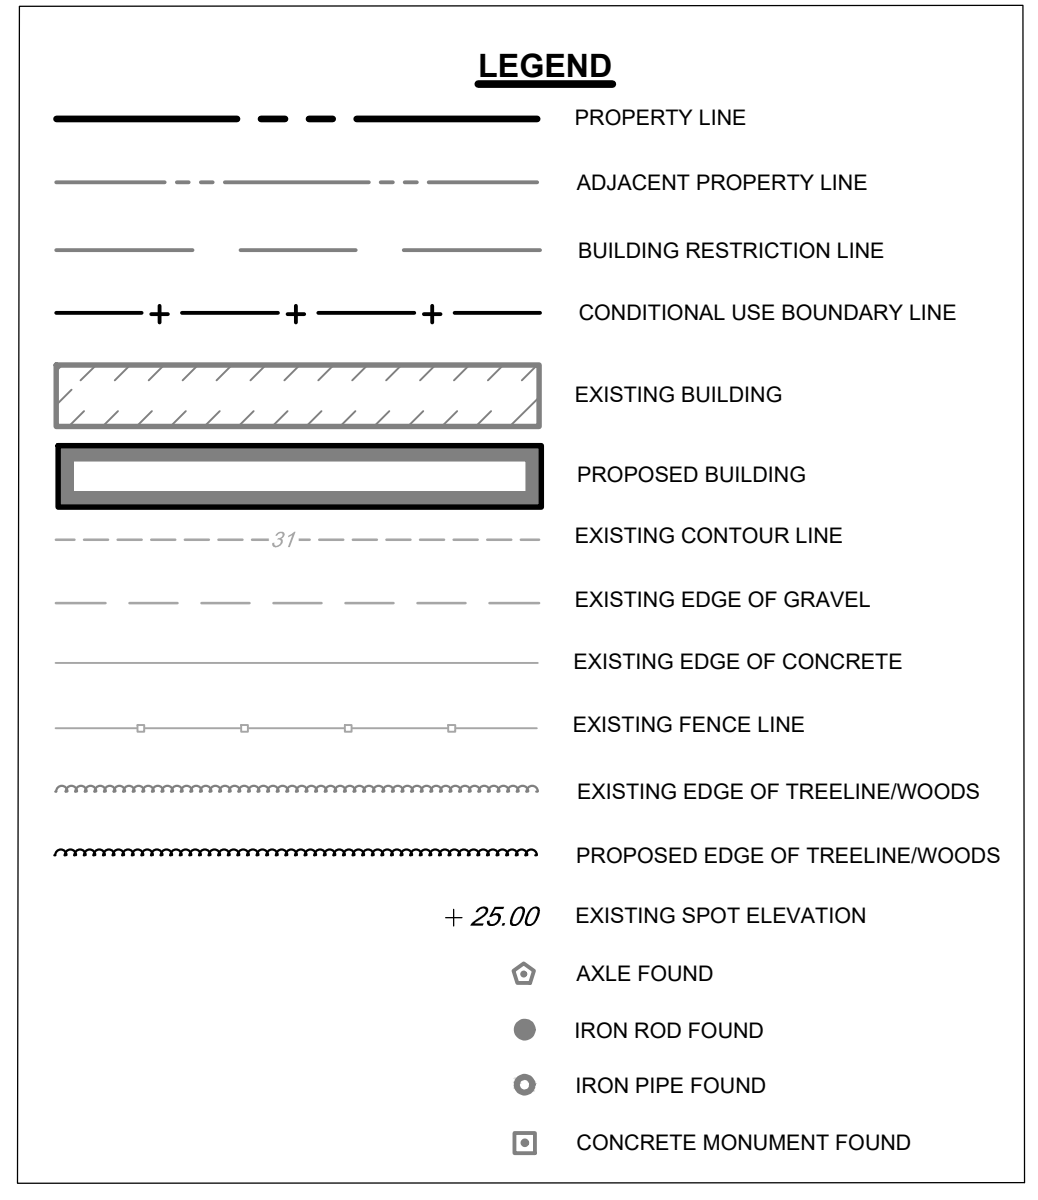 LEGEND
PROPERTY LINE
ADJACENT PROPERTY LINE
BUILDING RESTRICTION LINE
CONDITIONAL USE BOUNDARY LINE
EXISTING BUILDING
PROPOSED BUILDING
31 EXISTING CONTOUR LINE
EXISTING EDGE OF GRAVEL
EXISTING EDGE OF CONCRETE
EXISTING FENCE LINE
EXISTING EDGE OF TREELINE/WOODS
PROPOSED EDGE OF TREELINE/WOODS
+ 25.00 EXISTING SPOT ELEVATION
AXLE FOUND
IRON ROD FOUND
IRON PIPE FOUND
CONCRETE MONUMENT FOUND